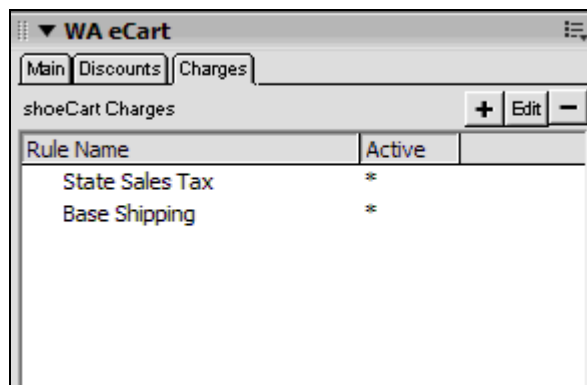 WA eCart
Main Discounts Charges
shoeCart Charges + Edit −
Rule Name Active
State Sales Tax *
Base Shipping *